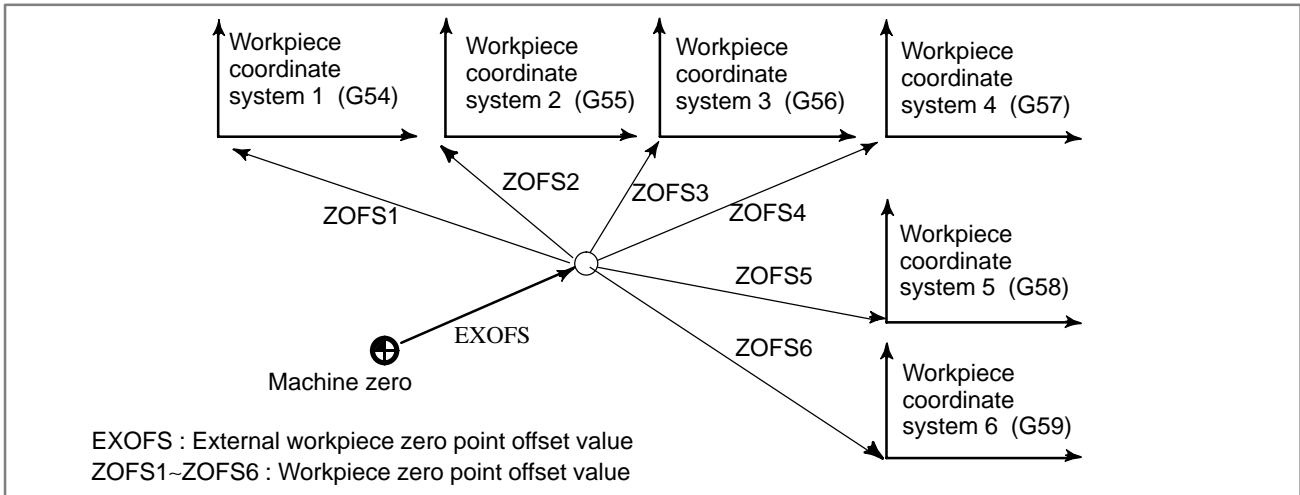 Workpiece
coordinate
system 1 (G54)
Workpiece
coordinate
system 2 (G55)
Workpiece
coordinate
system 3 (G56)
Workpiece
coordinate
system 4 (G57)
ZOFS1
ZOFS2
ZOFS3
ZOFS4
ZOFS5
Workpiece
coordinate
system 5 (G58)
EXOFS
ZOFS6
Machine zero
Workpiece
coordinate
system 6 (G59)
EXOFS : External workpiece zero point offset value
ZOFS1~ZOFS6 : Workpiece zero point offset value